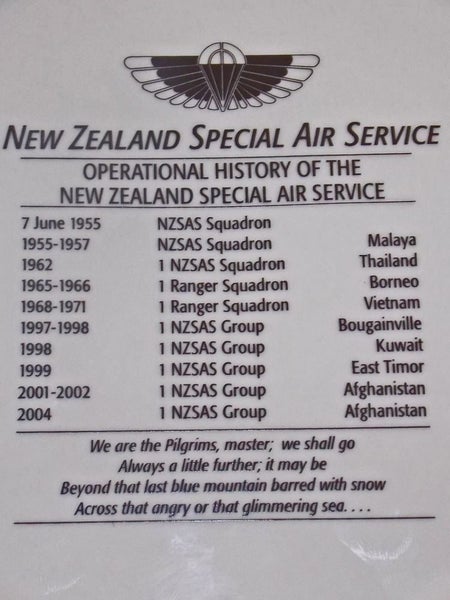 NEW ZEALAND SPECIAL AIR SERVICE
OPERATIONAL HISTORY OF THE
NEW ZEALAND SPECIAL AIR SERVICE
7 June 1955 NZSAS Squadron
1955-1957 NZSAS Squadron Malaya
1962 1 NZSAS Squadron Thailand
1965-1966 1 Ranger Squadron Borneo
1968-1971 1 Ranger Squadron Vietnam
1997-1998 1 NZSAS Group Bougainville
1998 1 NZSAS Group Kuwait
1999 1 NZSAS Group East Timor
2001-2002 1 NZSAS Group Afghanistan
2004 1 NZSAS Group Afghanistan
We are the Pilgrims, master; we shall go
Always a little further; it may be
Beyond that last blue mountain barred with snow
Across that angry or that glimmering sea. . . .